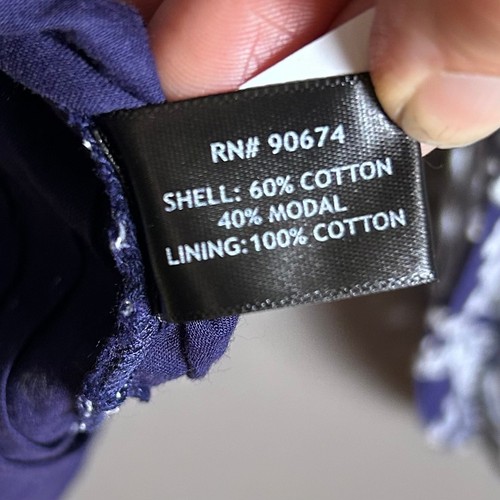 RN# 90674
SHELL: 60% COTTON
40% MODAL
LINING:100% COTTON